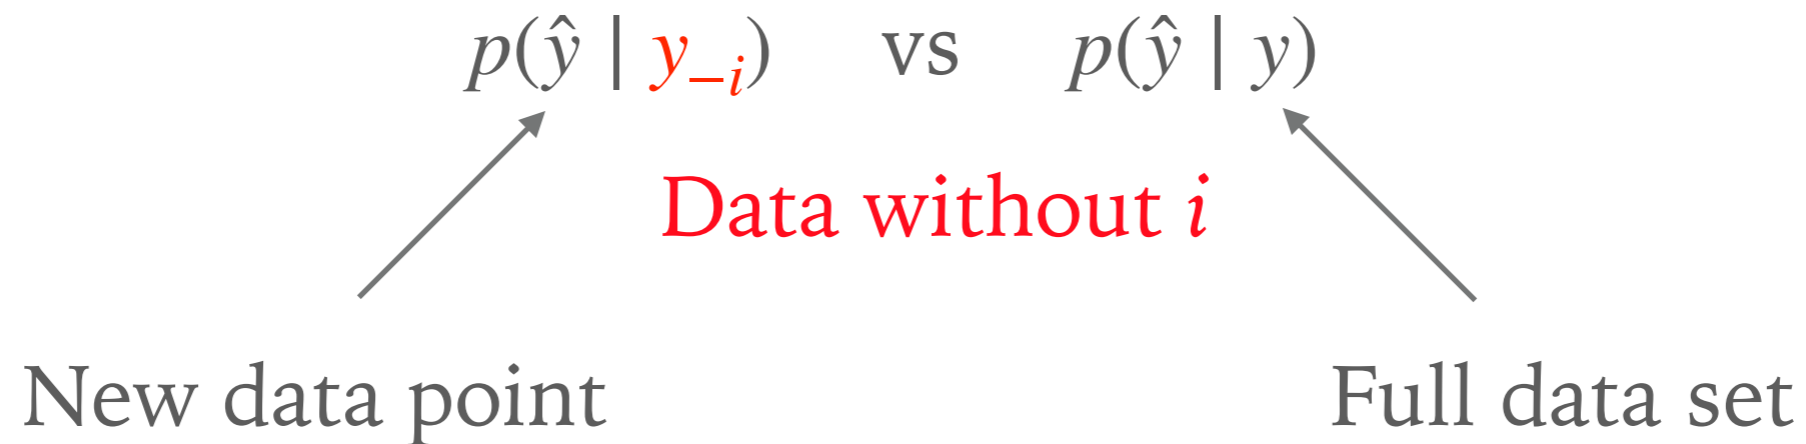 p(ŷ | y₋ᵢ) vs p(ŷ | y)
Data without i
New data point
Full data set